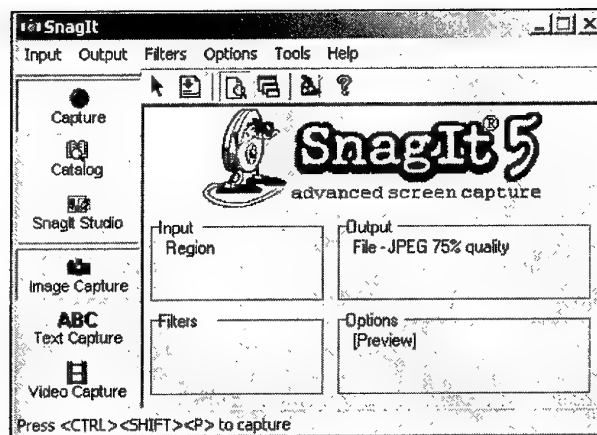 SnagIt
Input Output Filters Options Tools Help
Capture
Catalog
SnagIt Studio
Image Capture
ABC
Text Capture
Video Capture
SnagIt® 5
advanced screen capture
Input
Region
Output
File - JPEG 75% quality
Filters
Options
[Preview]
Press <CTRL><SHIFT><P> to capture